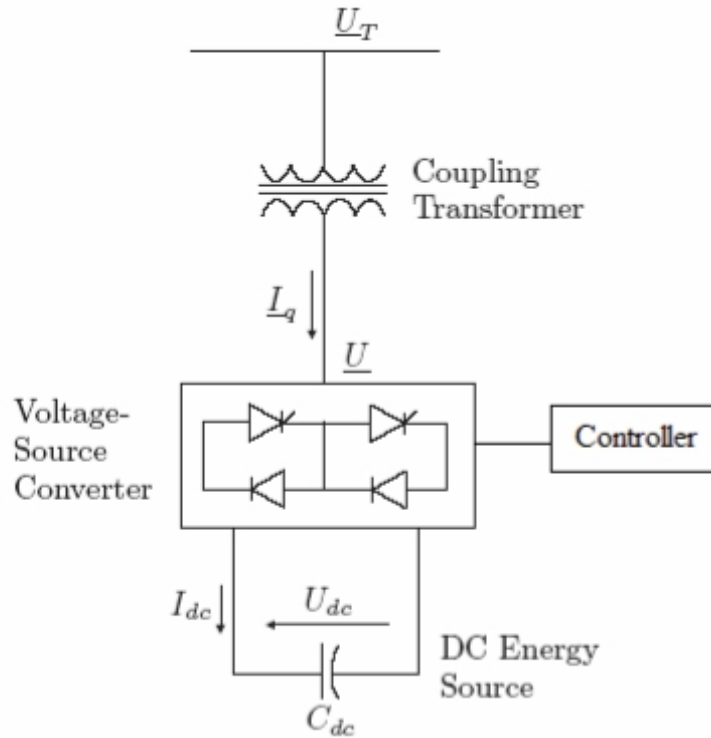 U_T
Coupling
Transformer
I_q
U
Voltage-
Source
Converter
Controller
I_dc
U_dc
DC Energy
Source
C_dc